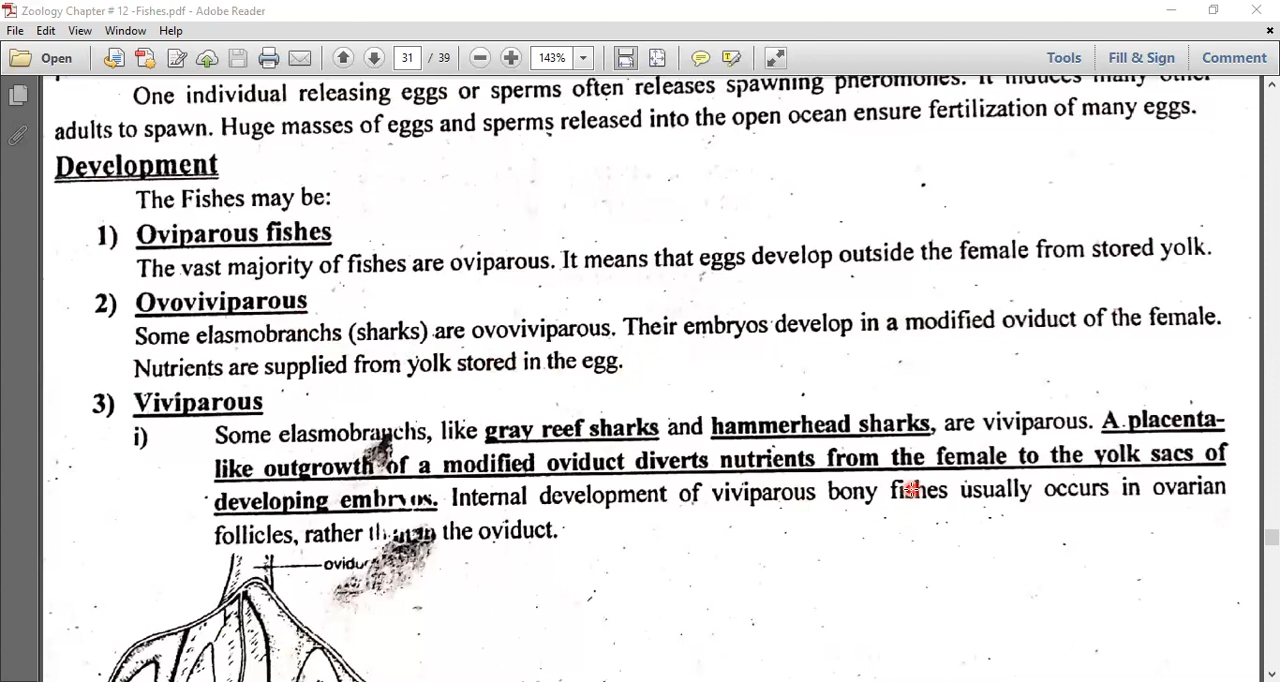 Zoology Chapter # 12 -Fishes.pdf - Adobe Reader
File Edit View Window Help
Open 31 / 39 143% Tools Fill & Sign Comment
One individual releasing eggs or sperms often releases spawning pheromones. It induces many other
adults to spawn. Huge masses of eggs and sperms released into the open ocean ensure fertilization of many eggs.
Development
The Fishes may be:
1) Oviparous fishes
The vast majority of fishes are oviparous. It means that eggs develop outside the female from stored yolk.
2) Ovoviviparous
Some elasmobranchs (sharks) are ovoviviparous. Their embryos develop in a modified oviduct of the female.
Nutrients are supplied from yolk stored in the egg.
3) Viviparous
i) Some elasmobranchs, like gray reef sharks and hammerhead sharks, are viviparous. A placenta-
like outgrowth of a modified oviduct diverts nutrients from the female to the yolk sacs of
developing embryos. Internal development of viviparous bony fishes usually occurs in ovarian
follicles, rather the oviduct.